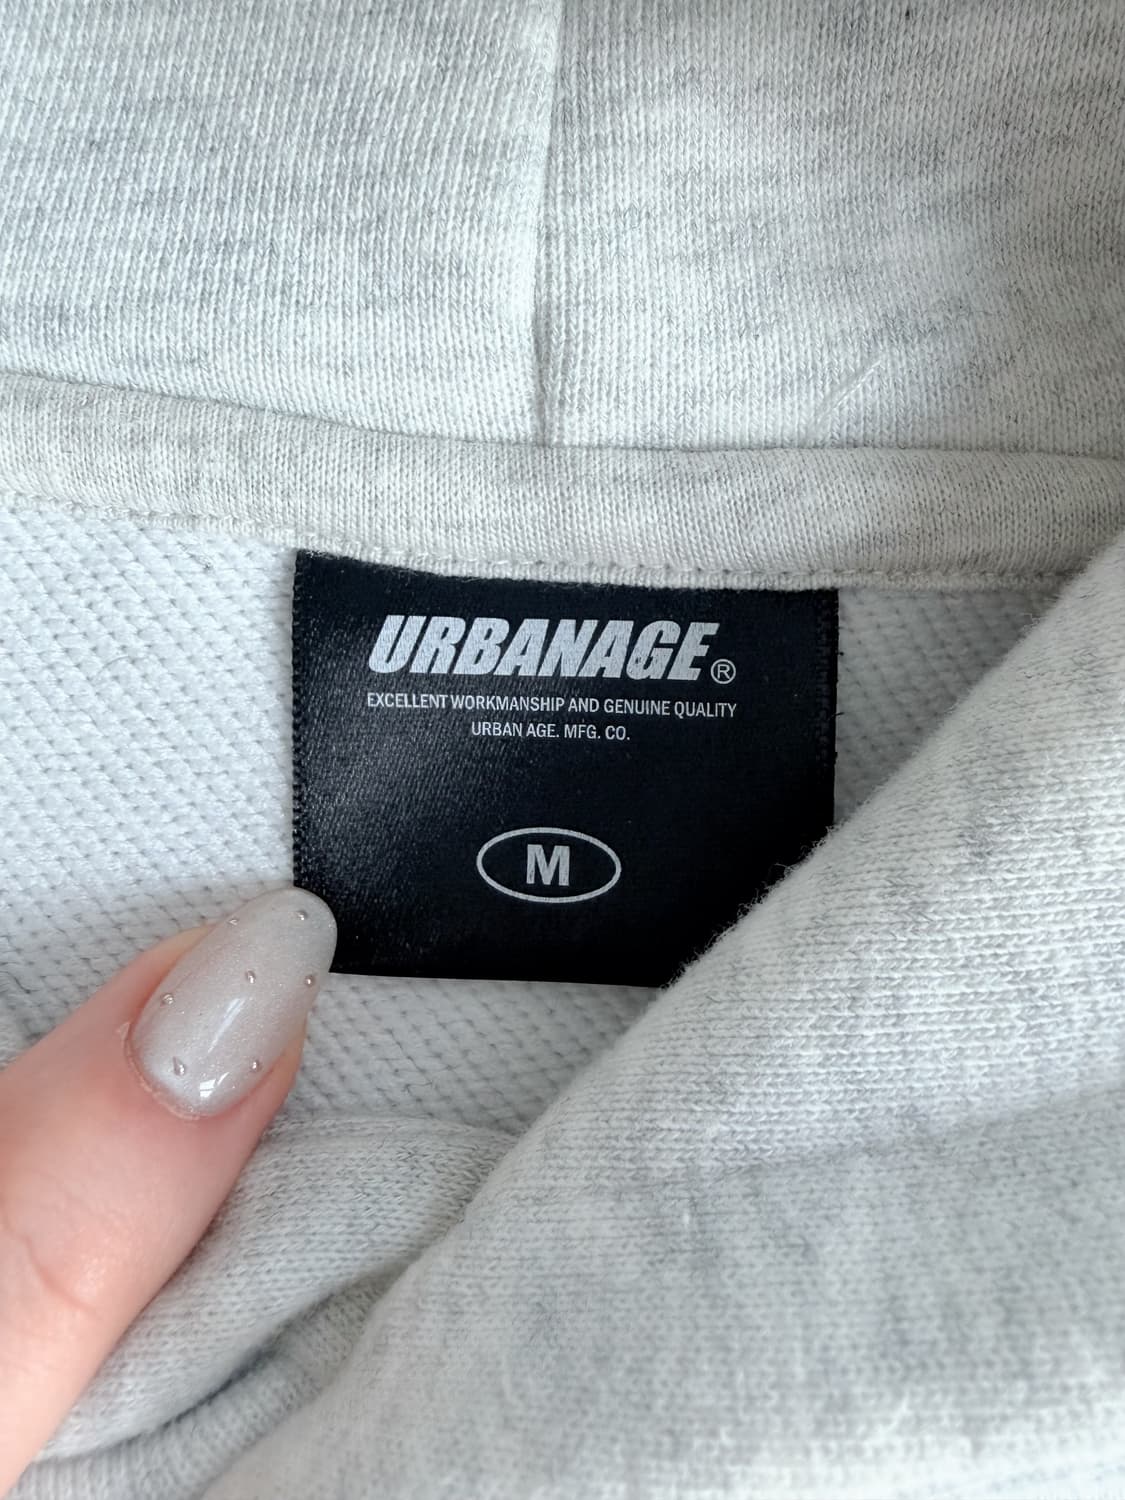 URBANAGE®
EXCELLENT WORKMANSHIP AND GENUINE QUALITY
URBAN AGE. MFG. CO.
M